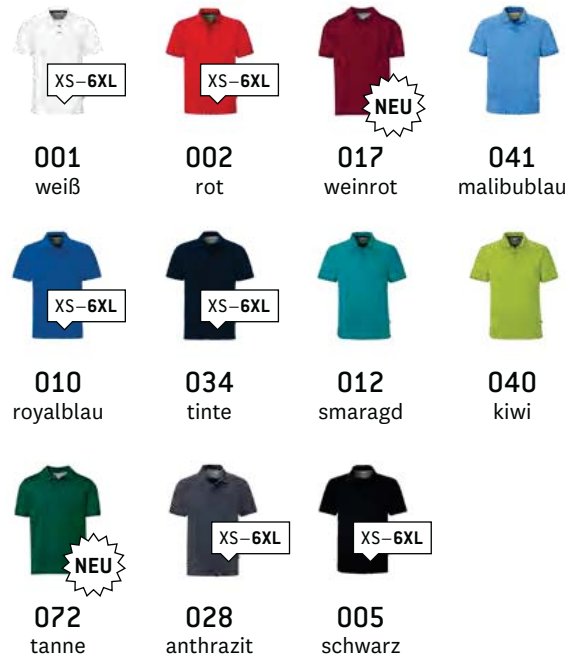 XS–6XL
XS–6XL
NEU
001
weiß
002
rot
017
weinrot
041
malibublau
XS–6XL
XS–6XL
010
royalblau
034
tinte
012
smaragd
040
kiwi
NEU
XS–6XL
XS–6XL
072
tanne
028
anthrazit
005
schwarz